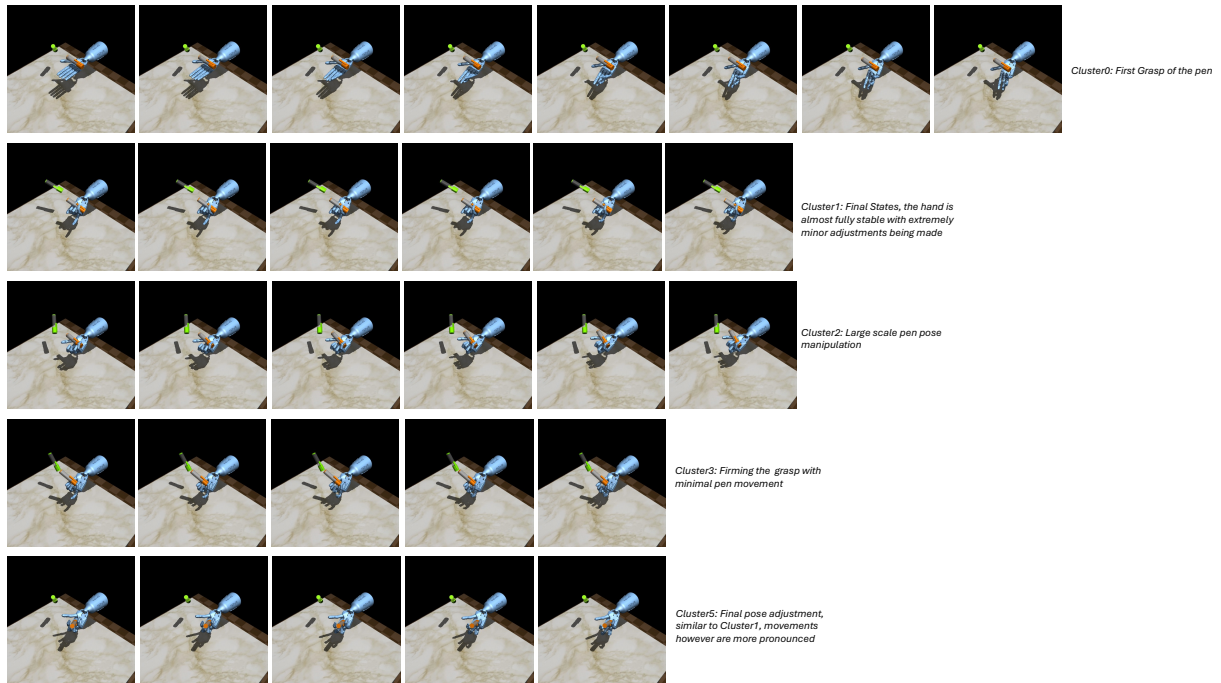 Cluster0: First Grasp of the pen
Cluster1: Final States, the hand is
almost fully stable with extremely
minor adjustments being made
Cluster2: Large scale pen pose
manipulation
Cluster3: Firming the grasp with
minimal pen movement
Cluster5: Final pose adjustment,
similar to Cluster1, movements
however are more pronounced